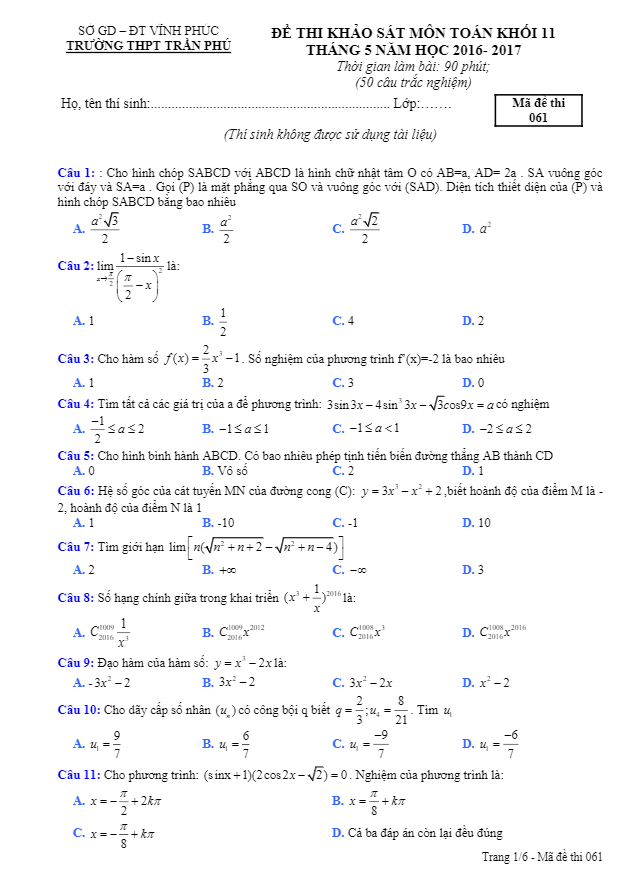 SỞ GD – ĐT VĨNH PHÚC
TRƯỜNG THPT TRẦN PHÚ
ĐỀ THI KHẢO SÁT MÔN TOÁN KHỐI 11
THÁNG 5 NĂM HỌC 2016- 2017
Thời gian làm bài: 90 phút;
(50 câu trắc nghiệm)
Họ, tên thí sinh:..................................................................... Lớp:.......
Mã đề thi
061
(Thí sinh không được sử dụng tài liệu)
Câu 1: : Cho hình chóp SABCD với ABCD là hình chữ nhật tâm O có AB=a, AD= 2a . SA vuông góc
với đáy và SA=a . Gọi (P) là mặt phẳng qua SO và vuông góc với (SAD). Diện tích thiết diện của (P) và
hình chóp SABCD bằng bao nhiêu
A. $\frac{a^2\sqrt{3}}{2}$ B. $\frac{a^2}{2}$ C. $\frac{a^2\sqrt{2}}{2}$ D. $a^2$
Câu 2: $\lim_{x\to\frac{\pi}{2}}\frac{1-\sin x}{\left(\frac{\pi}{2}-x\right)^2}$ là:
A. 1 B. $\frac{1}{2}$ C. 4 D. 2
Câu 3: Cho hàm số $f(x)=\frac{2}{3}x^3-1$. Số nghiệm của phương trình f'(x)=-2 là bao nhiêu
A. 1 B. 2 C. 3 D. 0
Câu 4: Tìm tất cả các giá trị của a để phương trình: $3\sin 3x-4\sin^3 3x-\sqrt{3}cos9x=a$ có nghiệm
A. $\frac{-1}{2}\le a\le 2$ B. $-1\le a\le 1$ C. $-1\le a<1$ D. $-2\le a\le 2$
Câu 5: Cho hình bình hành ABCD. Có bao nhiêu phép tịnh tiến biến đường thẳng AB thành CD
A. 0 B. Vô số C. 2 D. 1
Câu 6: Hệ số góc của cát tuyến MN của đường cong (C): $y=3x^3-x^2+2$ ,biết hoành độ của điểm M là -
2, hoành độ của điểm N là 1
A. 1 B. -10 C. -1 D. 10
Câu 7: Tìm giới hạn $\lim\left[n(\sqrt{n^2+n+2}-\sqrt{n^2+n-4})\right]$
A. 2 B. $+\infty$ C. $-\infty$ D. 3
Câu 8: Số hạng chính giữa trong khai triển $(x^3+\frac{1}{x})^{2016}$ là:
A. $C_{2016}^{1009}\frac{1}{x^3}$ B. $C_{2016}^{1009}x^{2012}$ C. $C_{2016}^{1008}x^3$ D. $C_{2016}^{1008}x^{2016}$
Câu 9: Đạo hàm của hàm số: $y=x^3-2x$ là:
A. $-3x^2-2$ B. $3x^2-2$ C. $3x^2-2x$ D. $x^2-2$
Câu 10: Cho dãy cấp số nhân $(u_n)$ có công bội q biết $q=\frac{2}{3};u_4=\frac{8}{21}$. Tìm $u_1$
A. $u_1=\frac{9}{7}$ B. $u_1=\frac{6}{7}$ C. $u_1=\frac{-9}{7}$ D. $u_1=\frac{-6}{7}$
Câu 11: Cho phương trình: $(\sin x+1)(2\cos 2x-\sqrt{2})=0$. Nghiệm của phương trình là:
A. $x=-\frac{\pi}{2}+2k\pi$ B. $x=\frac{\pi}{8}+k\pi$
C. $x=-\frac{\pi}{8}+k\pi$ D. Cả ba đáp án còn lại đều đúng
Trang 1/6 - Mã đề thi 061